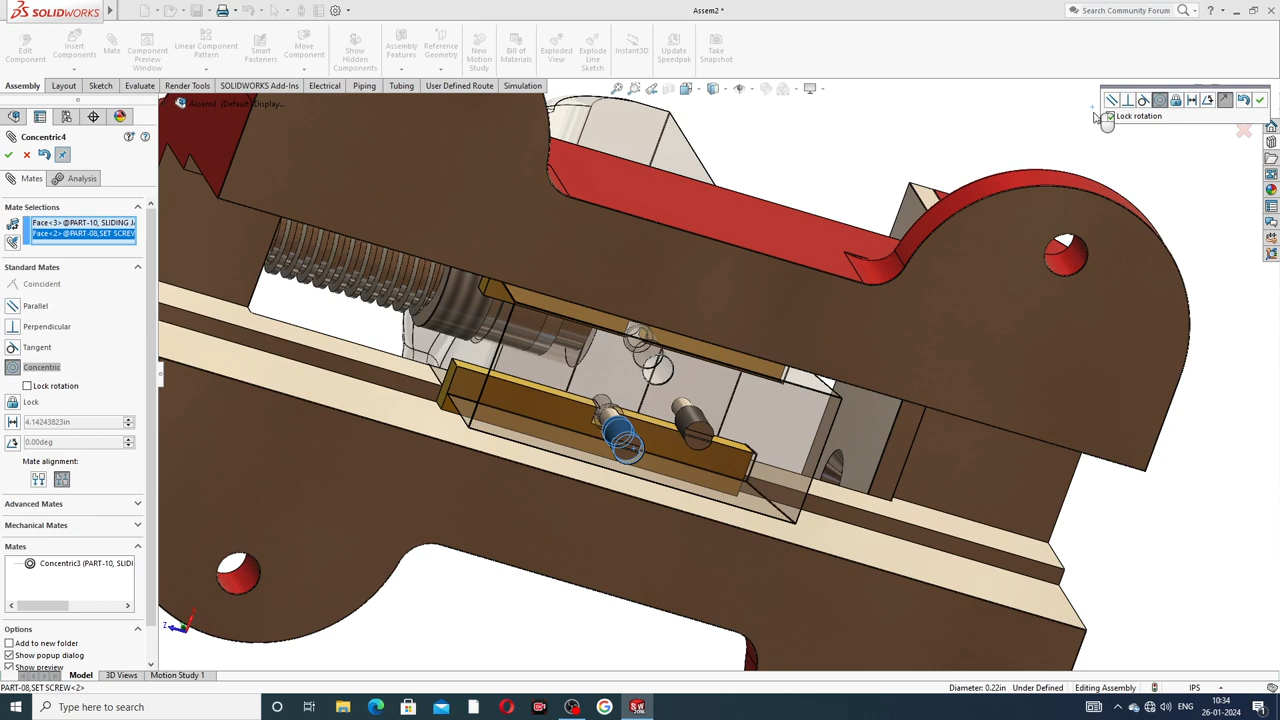 SOLIDWORKS
Assem2 *
Search Community Forum
Edit Component
Insert Components
Mate
Component Preview Window
Linear Component Pattern
Smart Fasteners
Move Component
Show Hidden Components
Assembly Features
Reference Geometry
New Motion Study
Bill of Materials
Exploded View
Explode Line Sketch
Instant3D
Update Speedpak
Take Snapshot
Assembly
Layout
Sketch
Evaluate
Render Tools
SOLIDWORKS Add-Ins
Electrical
Piping
Tubing
User Defined Route
Simulation
Assem2 (Default<Display...
Lock rotation
Concentric4
Mates
Analysis
Mate Selections
Face<3>@PART-10, SLIDING J
Face<2>@PART-08,SET SCREW
Standard Mates
Coincident
Parallel
Perpendicular
Tangent
Concentric
Lock rotation
Lock
4.14243823in
0.00deg
Mate alignment:
Advanced Mates
Mechanical Mates
Mates
Concentric3 (PART-10, SLIDI
Options
Add to new folder
Show popup dialog
Show preview
Z
Model
3D Views
Motion Study 1
PART-08,SET SCREW<2>
Diameter: 0.22in
Under Defined
Editing Assembly
IPS
Type here to search
ENG
10:34
26-01-2024